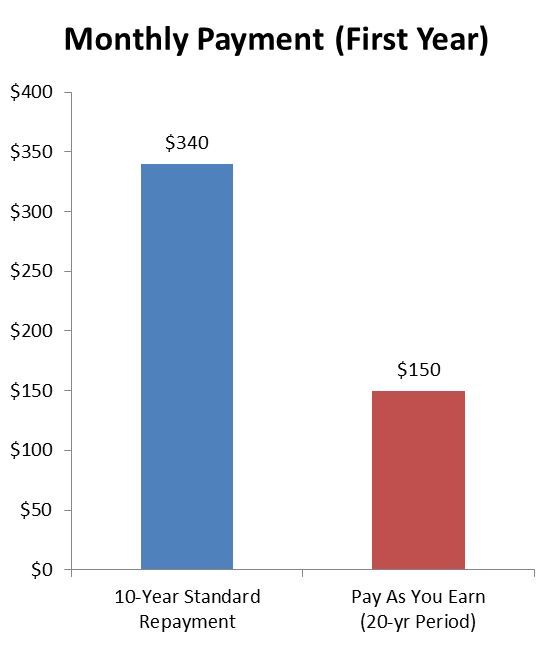 Monthly Payment (First Year)
$400
$350
$340
$300
$250
$200
$150
$150
$100
$50
$0
10-Year Standard
Repayment
Pay As You Earn
(20-yr Period)